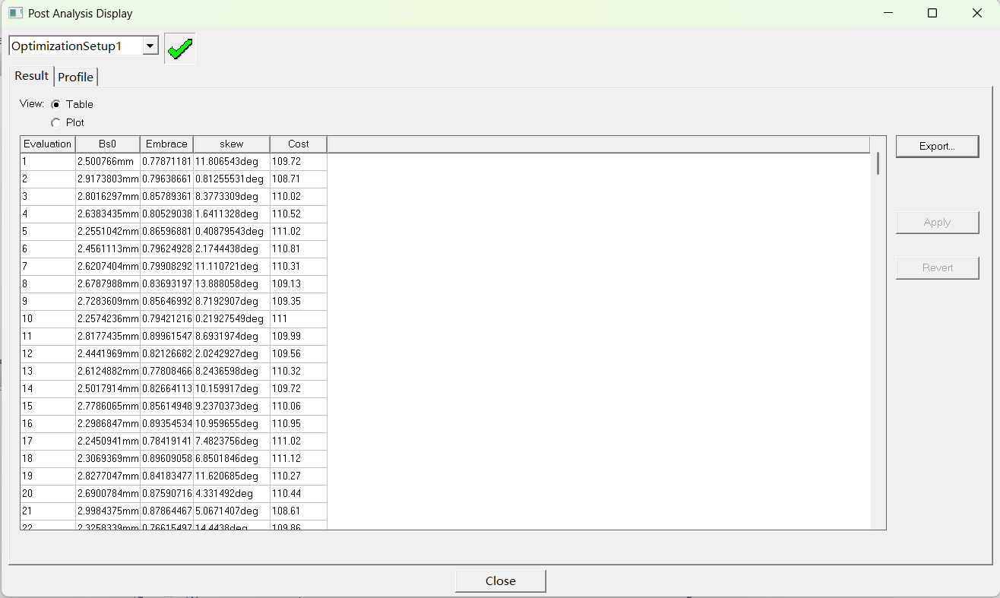 Post Analysis Display
OptimizationSetup1
Result Profile
View: Table
Plot
Evaluation Bs0 Embrace skew Cost
1 2.500766mm 0.77871181 11.806543deg 109.72
2 2.9173803mm 0.79638661 0.81255531deg 108.71
3 2.8016297mm 0.85789361 8.3773309deg 110.02
4 2.6383435mm 0.80529038 1.6411328deg 110.52
5 2.2551042mm 0.86596881 0.40879543deg 111.02
6 2.4561113mm 0.79624928 2.1744438deg 110.81
7 2.6207404mm 0.79908292 11.110721deg 110.31
8 2.6787988mm 0.83693197 13.888058deg 109.13
9 2.7283609mm 0.85646992 8.7192907deg 109.35
10 2.2574236mm 0.79421216 0.21927549deg 111
11 2.8177435mm 0.89961547 8.6931974deg 109.99
12 2.4441969mm 0.82126682 2.0242927deg 109.56
13 2.6124882mm 0.77808466 8.2436598deg 110.32
14 2.5017914mm 0.82664113 10.159917deg 109.72
15 2.7786065mm 0.85614948 9.2370373deg 110.06
16 2.2986847mm 0.89354534 10.959655deg 110.95
17 2.2450941mm 0.78419141 7.4823756deg 111.02
18 2.3069369mm 0.89609058 6.8501846deg 111.12
19 2.8277047mm 0.84183477 11.620685deg 110.27
20 2.6900784mm 0.87590716 4.331492deg 110.44
21 2.9984375mm 0.87864467 5.0671407deg 108.61
22 2.3258339mm 0.76615497 14.4438deg 109.86
Export...
Apply
Revert
Close